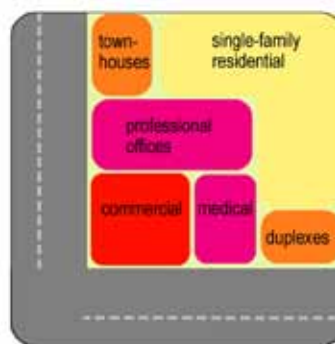 town-
houses
single-family
residential
professional
offices
commercial
medical
duplexes